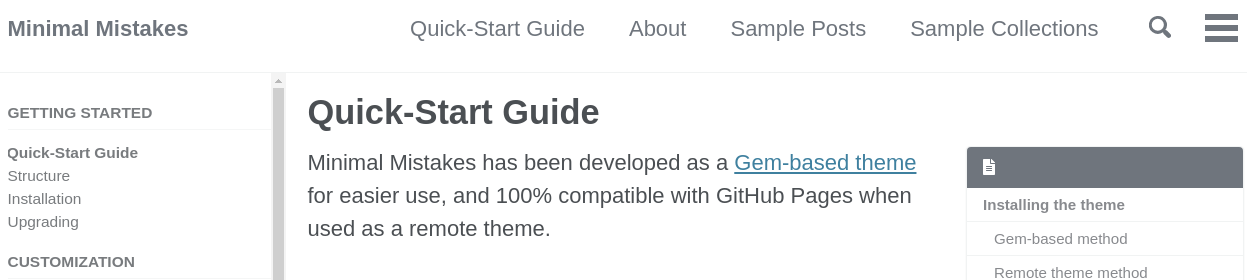 Minimal Mistakes
Quick-Start Guide About Sample Posts Sample Collections
GETTING STARTED
Quick-Start Guide
Structure
Installation
Upgrading
CUSTOMIZATION
Quick-Start Guide
Minimal Mistakes has been developed as a Gem-based theme
for easier use, and 100% compatible with GitHub Pages when
used as a remote theme.
Installing the theme
Gem-based method
Remote theme method